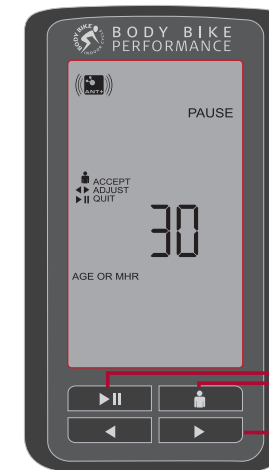 BODY BIKE
PERFORMANCE
ANT+
PAUSE
ACCEPT
ADJUST
QUIT
30
AGE OR MHR